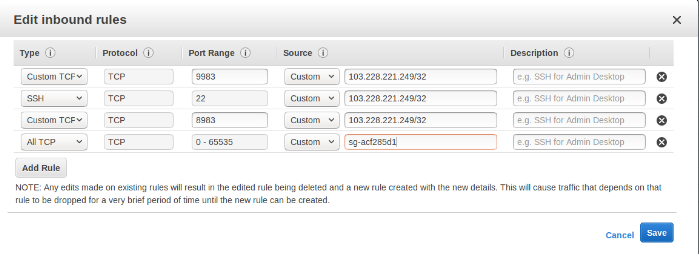 Edit inbound rules
Type Protocol Port Range Source Description
Custom TCP TCP 9983 Custom 103.228.221.249/32 e.g. SSH for Admin Desktop
SSH TCP 22 Custom 103.228.221.249/32 e.g. SSH for Admin Desktop
Custom TCP TCP 8983 Custom 103.228.221.249/32 e.g. SSH for Admin Desktop
All TCP TCP 0 - 65535 Custom sg-acf285d1 e.g. SSH for Admin Desktop
Add Rule
NOTE: Any edits made on existing rules will result in the edited rule being deleted and a new rule created with the new details. This will cause traffic that depends on that
rule to be dropped for a very brief period of time until the new rule can be created.
Cancel Save